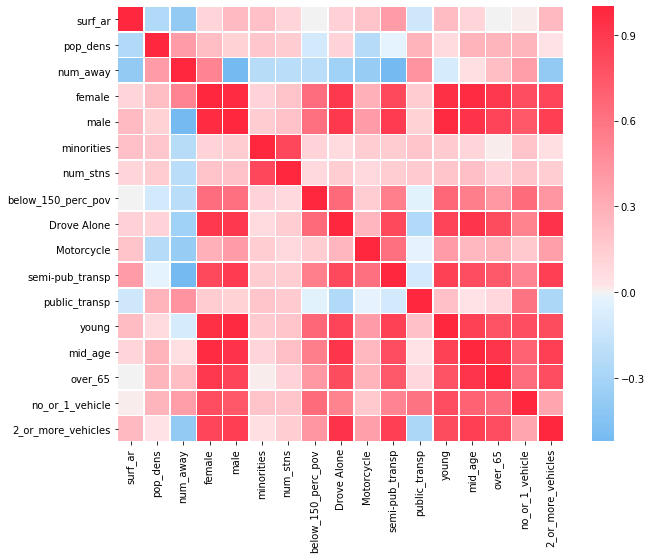 surf_ar
pop_dens
num_away
female
male
minorities
num_stns
below_150_perc_pov
Drove Alone
Motorcycle
semi-pub_transp
public_transp
young
mid_age
over_65
no_or_1_vehicle
2_or_more_vehicles
surf_ar
pop_dens
num_away
female
male
minorities
num_stns
below_150_perc_pov
Drove Alone
Motorcycle
semi-pub_transp
public_transp
young
mid_age
over_65
no_or_1_vehicle
2_or_more_vehicles
0.9
0.6
0.3
0.0
−0.3